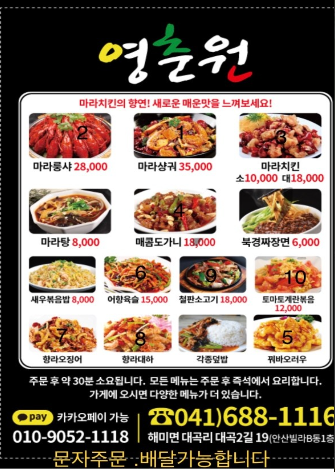 영춘원
마라치킨의 향연! 새로운 매운맛을 느껴보세요!
2
1
3
마라롱샤 28,000
마라샹궈 35,000
마라치킨
소10,000 대18,000
마라탕 8,000
매콤도가니 18,000
북경짜장면 6,000
6
9
10
새우볶음밥 8,000
어향육슬 15,000
철판소고기 18,000
토마토계란볶음
12,000
7
8
5
향라오징어
향라대하
각종덮밥
꿔바오러우
주문 후 약 30분 소요됩니다. 모든 메뉴는 주문 후 즉석에서 요리합니다.
가게에 오시면 다양한 메뉴가 더 있습니다.
pay 카카오페이 가능
☎041)688-1116
010-9052-1118
해미면 대곡리 대곡2길 19(안산빌라B동1층
문자주문 .배달가능합니다